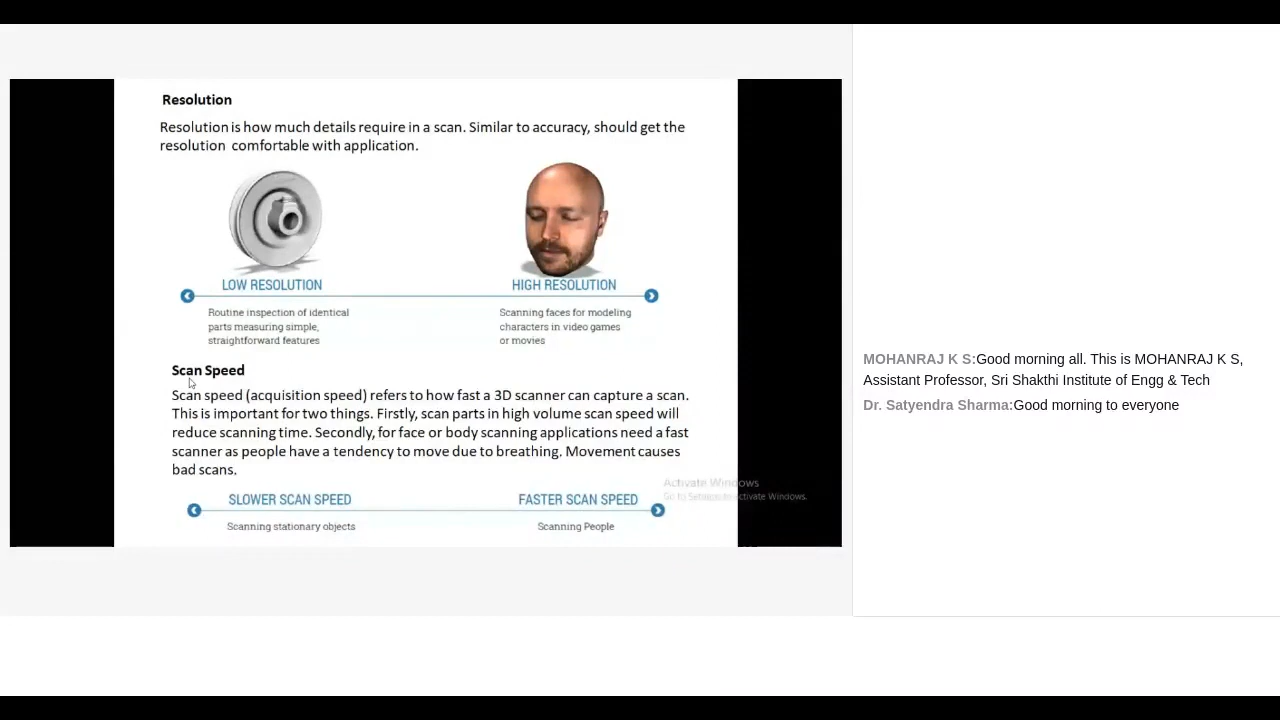 Resolution
Resolution is how much details require in a scan. Similar to accuracy, should get the
resolution comfortable with application.
LOW RESOLUTION
HIGH RESOLUTION
Routine inspection of identical
parts measuring simple,
straightforward features
Scanning faces for modeling
characters in video games
or movies
Scan Speed
Scan speed (acquisition speed) refers to how fast a 3D scanner can capture a scan.
This is important for two things. Firstly, scan parts in high volume scan speed will
reduce scanning time. Secondly, for face or body scanning applications need a fast
scanner as people have a tendency to move due to breathing. Movement causes
bad scans.
SLOWER SCAN SPEED
FASTER SCAN SPEED
Scanning stationary objects
Scanning People
Activate Windows
Go to Settings to activate Windows.
MOHANRAJ K S:Good morning all. This is MOHANRAJ K S,
Assistant Professor, Sri Shakthi Institute of Engg & Tech
Dr. Satyendra Sharma:Good morning to everyone